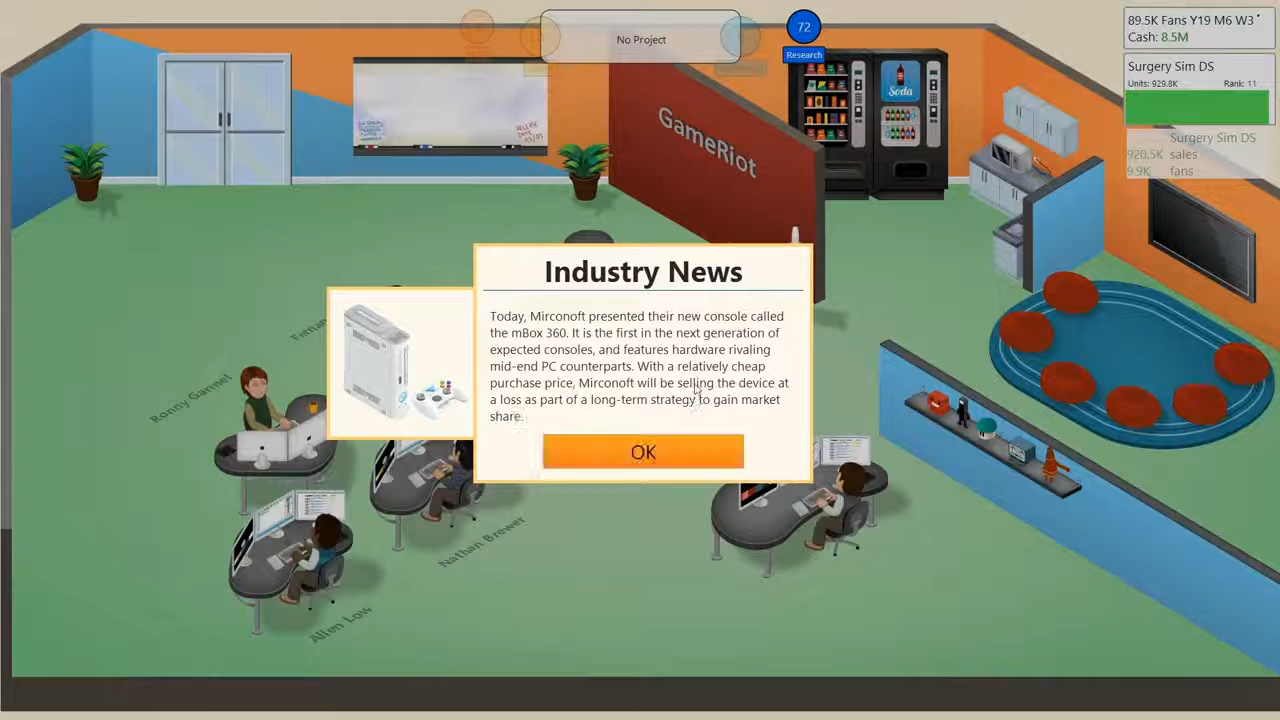 No Project
72
Research
89.5K Fans Y19 M6 W3
Cash: 8.5M
Surgery Sim DS
Units: 929.8K Rank: 11
Surgery Sim DS
920.5K sales
9.9K fans
GameRiot
Soda
Industry News
Today, Mirconoft presented their new console called
the mBox 360. It is the first in the next generation of
expected consoles, and features hardware rivaling
mid-end PC counterparts. With a relatively cheap
purchase price, Mirconoft will be selling the device at
a loss as part of a long-term strategy to gain market
share.
OK
Ronny Garmel
Nathan Brewer
Allen Low